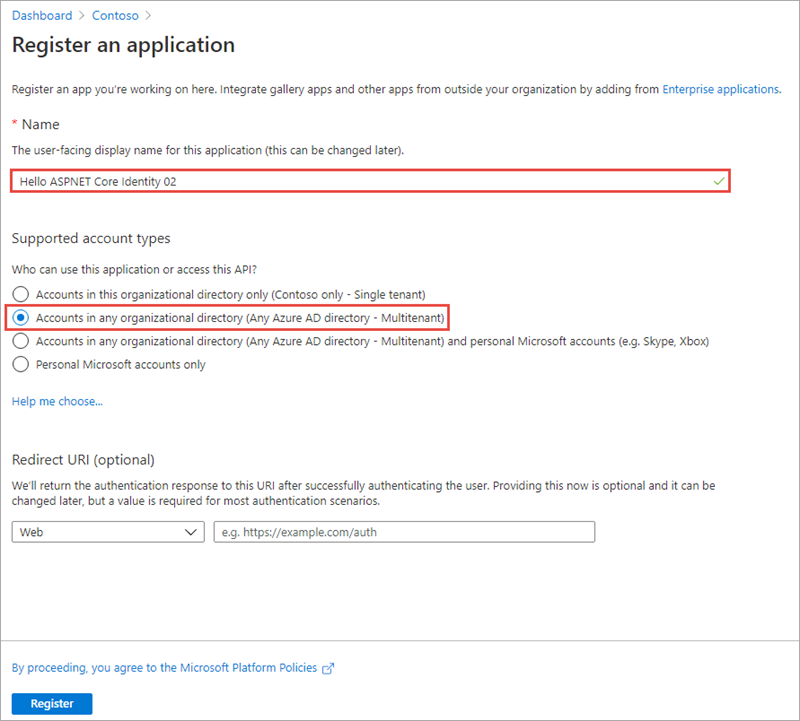 Dashboard > Contoso >
Register an application
Register an app you're working on here. Integrate gallery apps and other apps from outside your organization by adding from Enterprise applications.
* Name
The user-facing display name for this application (this can be changed later).
Hello ASPNET Core Identity 02
Supported account types
Who can use this application or access this API?
Accounts in this organizational directory only (Contoso only - Single tenant)
Accounts in any organizational directory (Any Azure AD directory - Multitenant)
Accounts in any organizational directory (Any Azure AD directory - Multitenant) and personal Microsoft accounts (e.g. Skype, Xbox)
Personal Microsoft accounts only
Help me choose...
Redirect URI (optional)
We'll return the authentication response to this URI after successfully authenticating the user. Providing this now is optional and it can be
changed later, but a value is required for most authentication scenarios.
Web e.g. https://example.com/auth
By proceeding, you agree to the Microsoft Platform Policies
Register